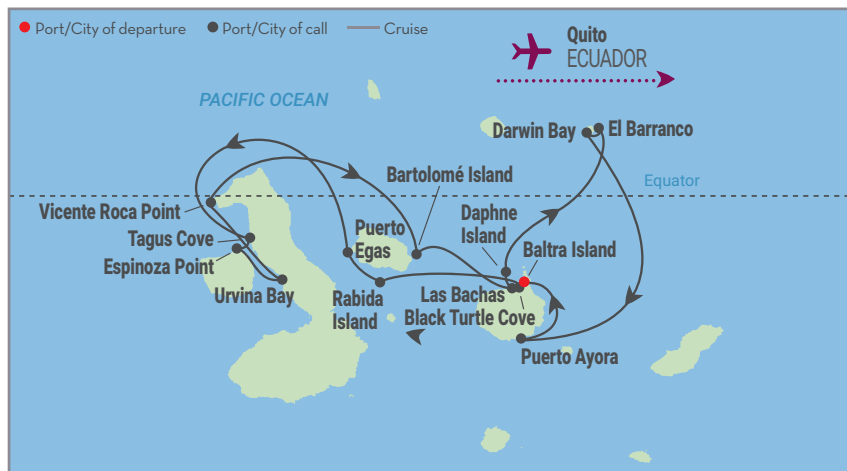 Port/City of departure
Port/City of call
Cruise
Quito
ECUADOR
PACIFIC OCEAN
Darwin Bay
El Barranco
Bartolomé Island
Equator
Vicente Roca Point
Daphne
Island
Puerto
Egas
Tagus Cove
Baltra Island
Espinoza Point
Urvina Bay
Rabida
Island
Las Bachas
Black Turtle Cove
Puerto Ayora